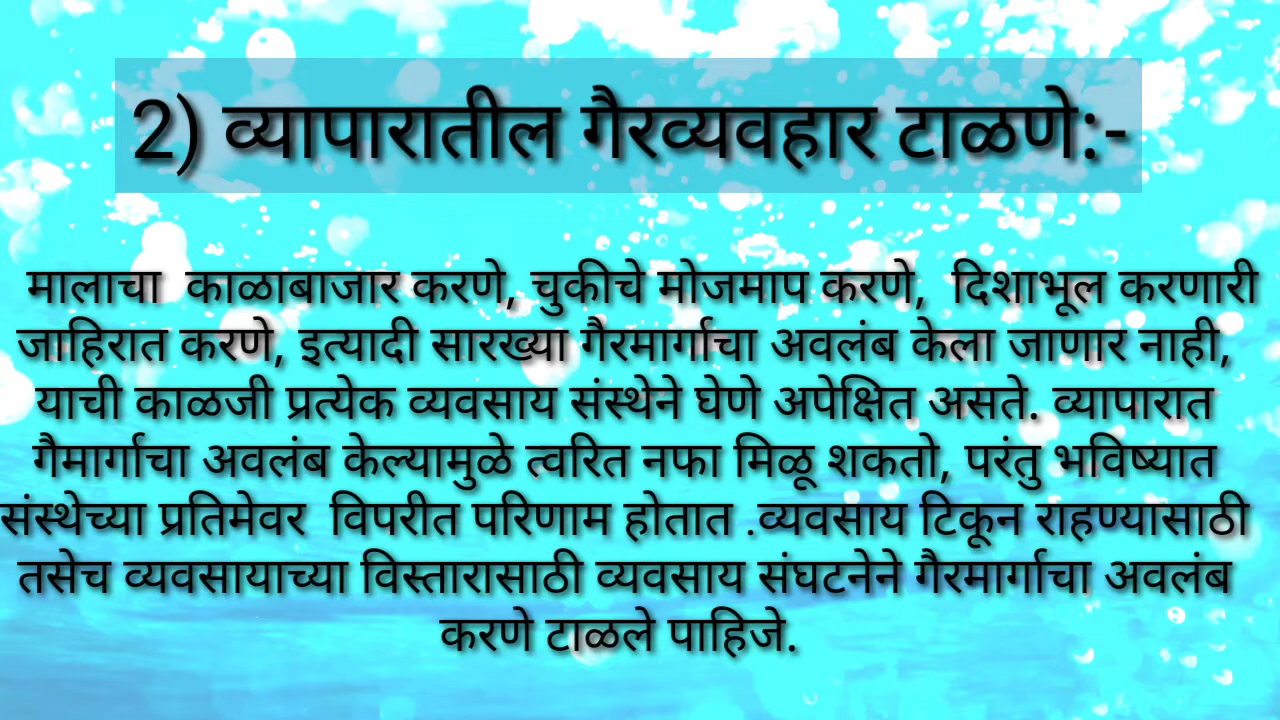 2) व्यापारातील गैरव्यवहार टाळणे:-
मालाचा काळाबाजार करणे, चुकीचे मोजमाप करणे, दिशाभूल करणारी
जाहिरात करणे, इत्यादी सारख्या गैरमार्गाचा अवलंब केला जाणार नाही,
याची काळजी प्रत्येक व्यवसाय संस्थेने घेणे अपेक्षित असते. व्यापारात
गैमार्गाचा अवलंब केल्यामुळे त्वरित नफा मिळू शकतो, परंतु भविष्यात
संस्थेच्या प्रतिमेवर विपरीत परिणाम होतात .व्यवसाय टिकून राहण्यासाठी
तसेच व्यवसायाच्या विस्तारासाठी व्यवसाय संघटनेने गैरमार्गाचा अवलंब
करणे टाळले पाहिजे.